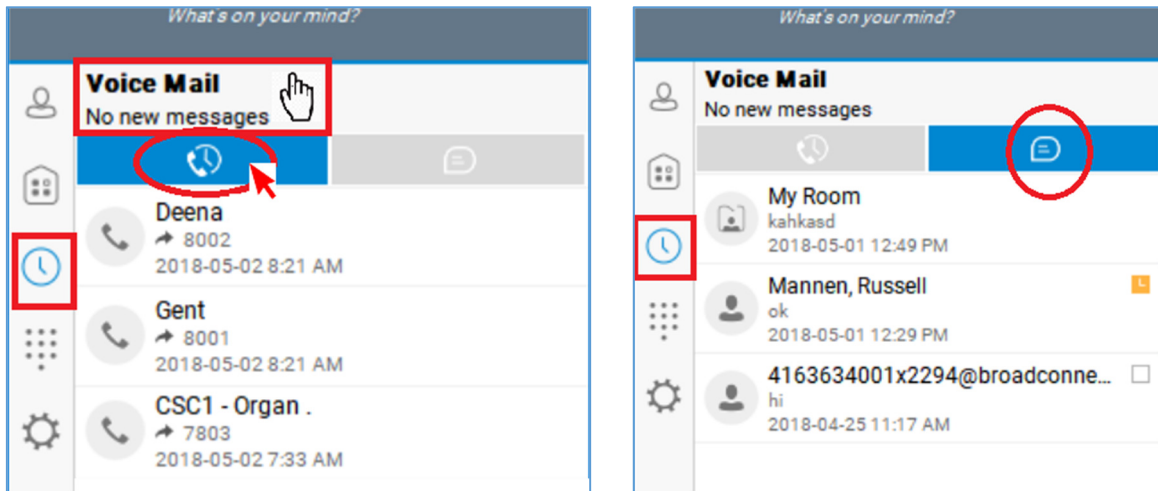 What's on your mind?
Voice Mail
No new messages
Deena
8002
2018-05-02 8:21 AM
Gent
8001
2018-05-02 8:21 AM
CSC1 - Organ .
7803
2018-05-02 7:33 AM
What's on your mind?
Voice Mail
No new messages
My Room
kahkasd
2018-05-01 12:49 PM
Mannen, Russell
ok
2018-05-01 12:29 PM
4163634001x2294@broadconne...
hi
2018-04-25 11:17 AM